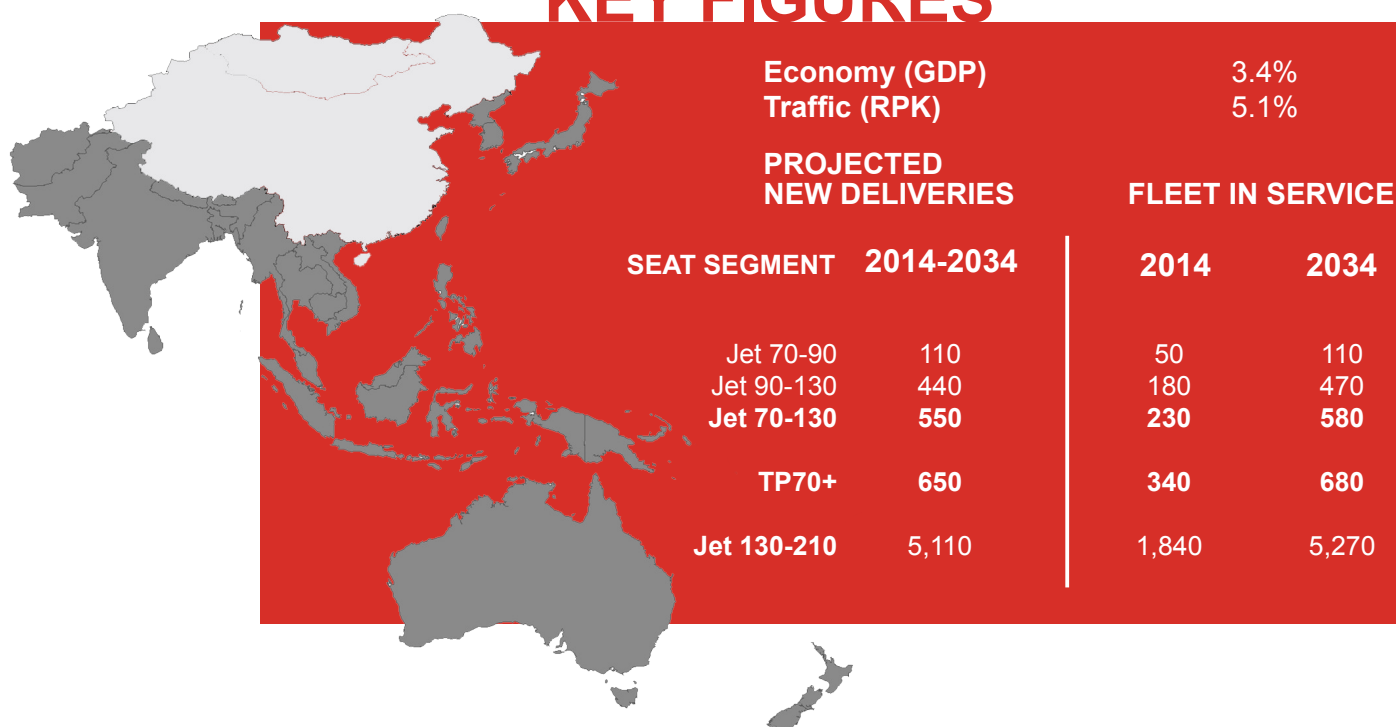 KEY FIGURES
Economy (GDP) 3.4%
Traffic (RPK) 5.1%
PROJECTED
NEW DELIVERIES FLEET IN SERVICE
SEAT SEGMENT 2014-2034 2014 2034
Jet 70-90 110 50 110
Jet 90-130 440 180 470
Jet 70-130 550 230 580
TP70+ 650 340 680
Jet 130-210 5,110 1,840 5,270